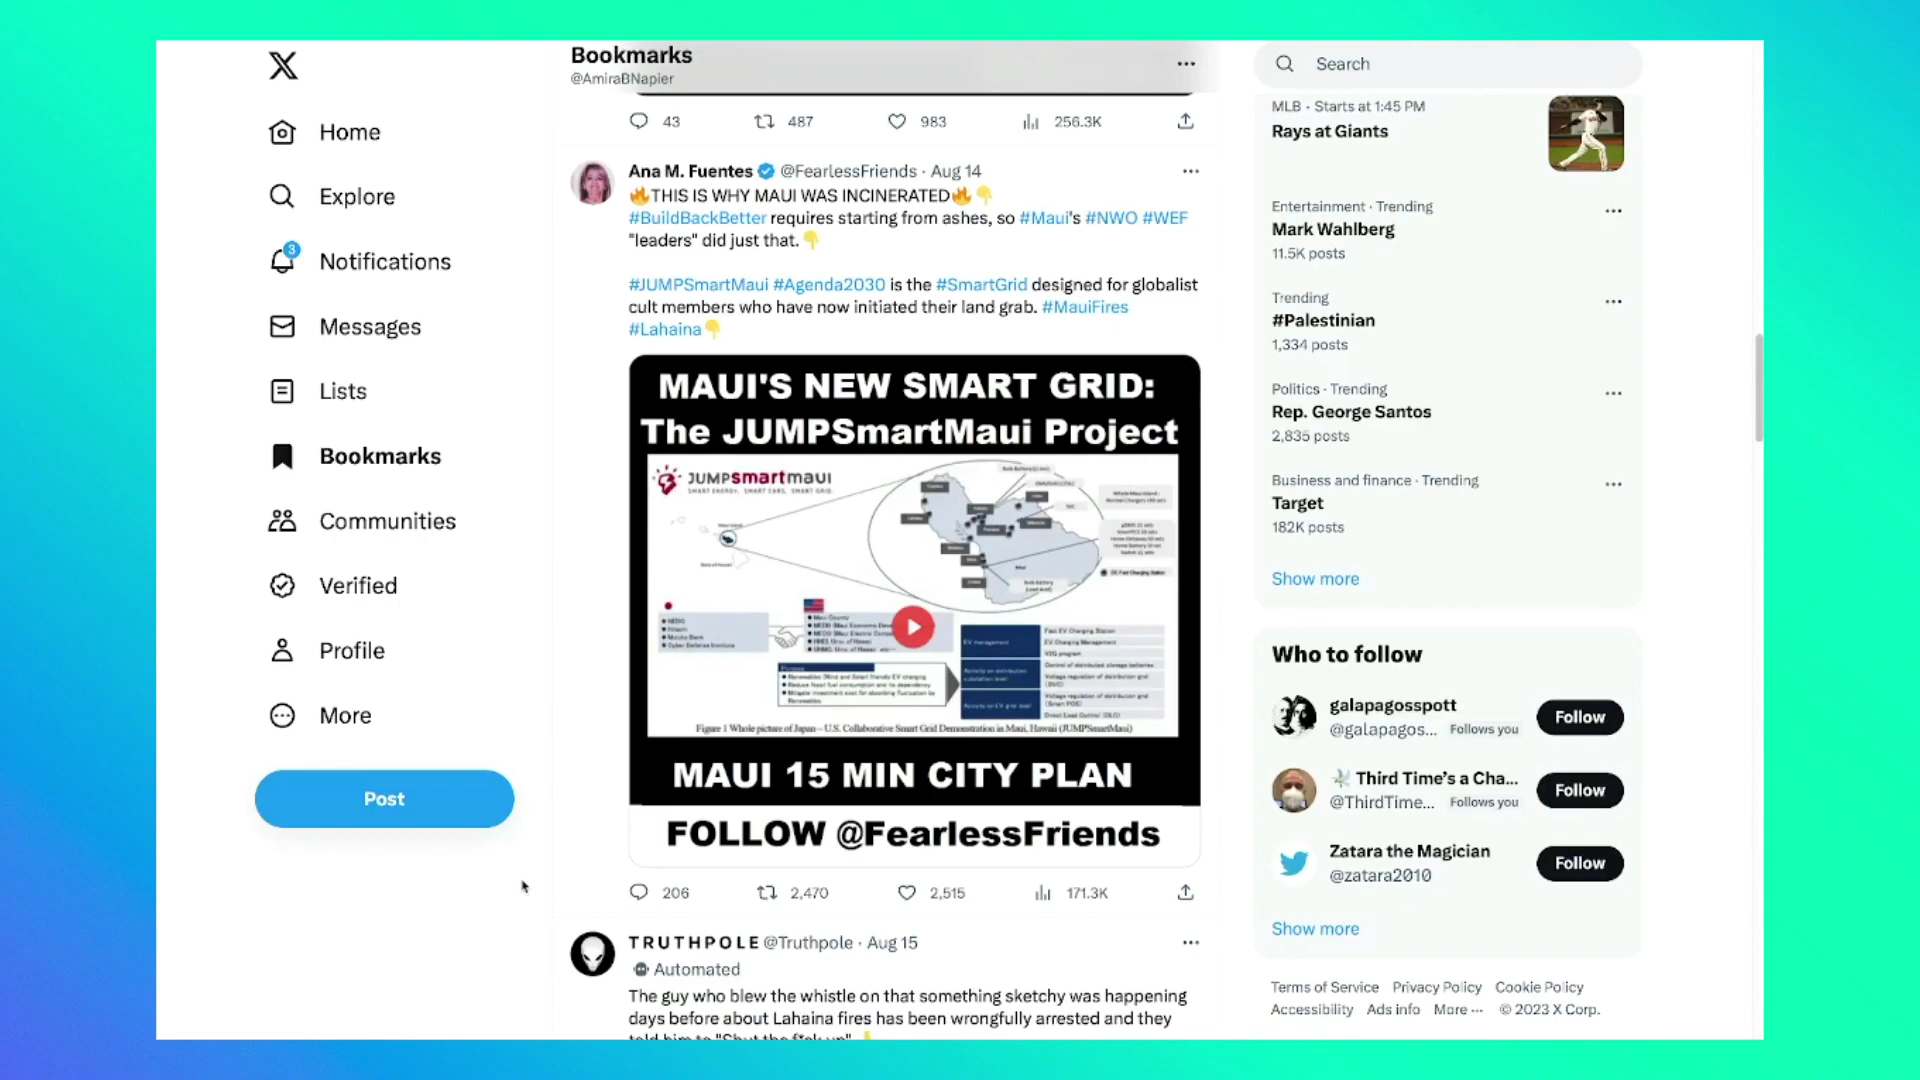 Home
Explore
3
Notifications
Messages
Lists
Bookmarks
Communities
Verified
Profile
More
Post
Bookmarks
@AmiraBNapier
43 487 983 256.3K
Ana M. Fuentes @FearlessFriends · Aug 14
🔥THIS IS WHY MAUI WAS INCINERATED🔥👇
#BuildBackBetter requires starting from ashes, so #Maui's #NWO #WEF
"leaders" did just that.👇
#JUMPSmartMaui #Agenda2030 is the #SmartGrid designed for globalist
cult members who have now initiated their land grab. #MauiFires
#Lahaina👇
MAUI'S NEW SMART GRID:
The JUMPSmartMaui Project
JUMPsmartmaui
SMART ENERGY. SMART CARS. SMART GRID.
Figure 1 Whole picture of Japan—U.S. Collaborative Smart Grid Demonstration in Maui, Hawaii (JUMPSmartMaui)
MAUI 15 MIN CITY PLAN
FOLLOW @FearlessFriends
206 2,470 2,515 171.3K
TRUTHPOLE @Truthpole · Aug 15
Automated
The guy who blew the whistle on that something sketchy was happening
days before about Lahaina fires has been wrongfully arrested and they
told him to "Shut the f*ck up"
Search
MLB · Starts at 1:45 PM
Rays at Giants
Entertainment · Trending
Mark Wahlberg
11.5K posts
Trending
#Palestinian
1,334 posts
Politics · Trending
Rep. George Santos
2,835 posts
Business and finance · Trending
Target
182K posts
Show more
Who to follow
galapagosspott
@galapagos... Follows you
Follow
Third Time's a Cha...
@ThirdTime... Follows you
Follow
Zatara the Magician
@zatara2010
Follow
Show more
Terms of Service Privacy Policy Cookie Policy
Accessibility Ads info More ... © 2023 X Corp.